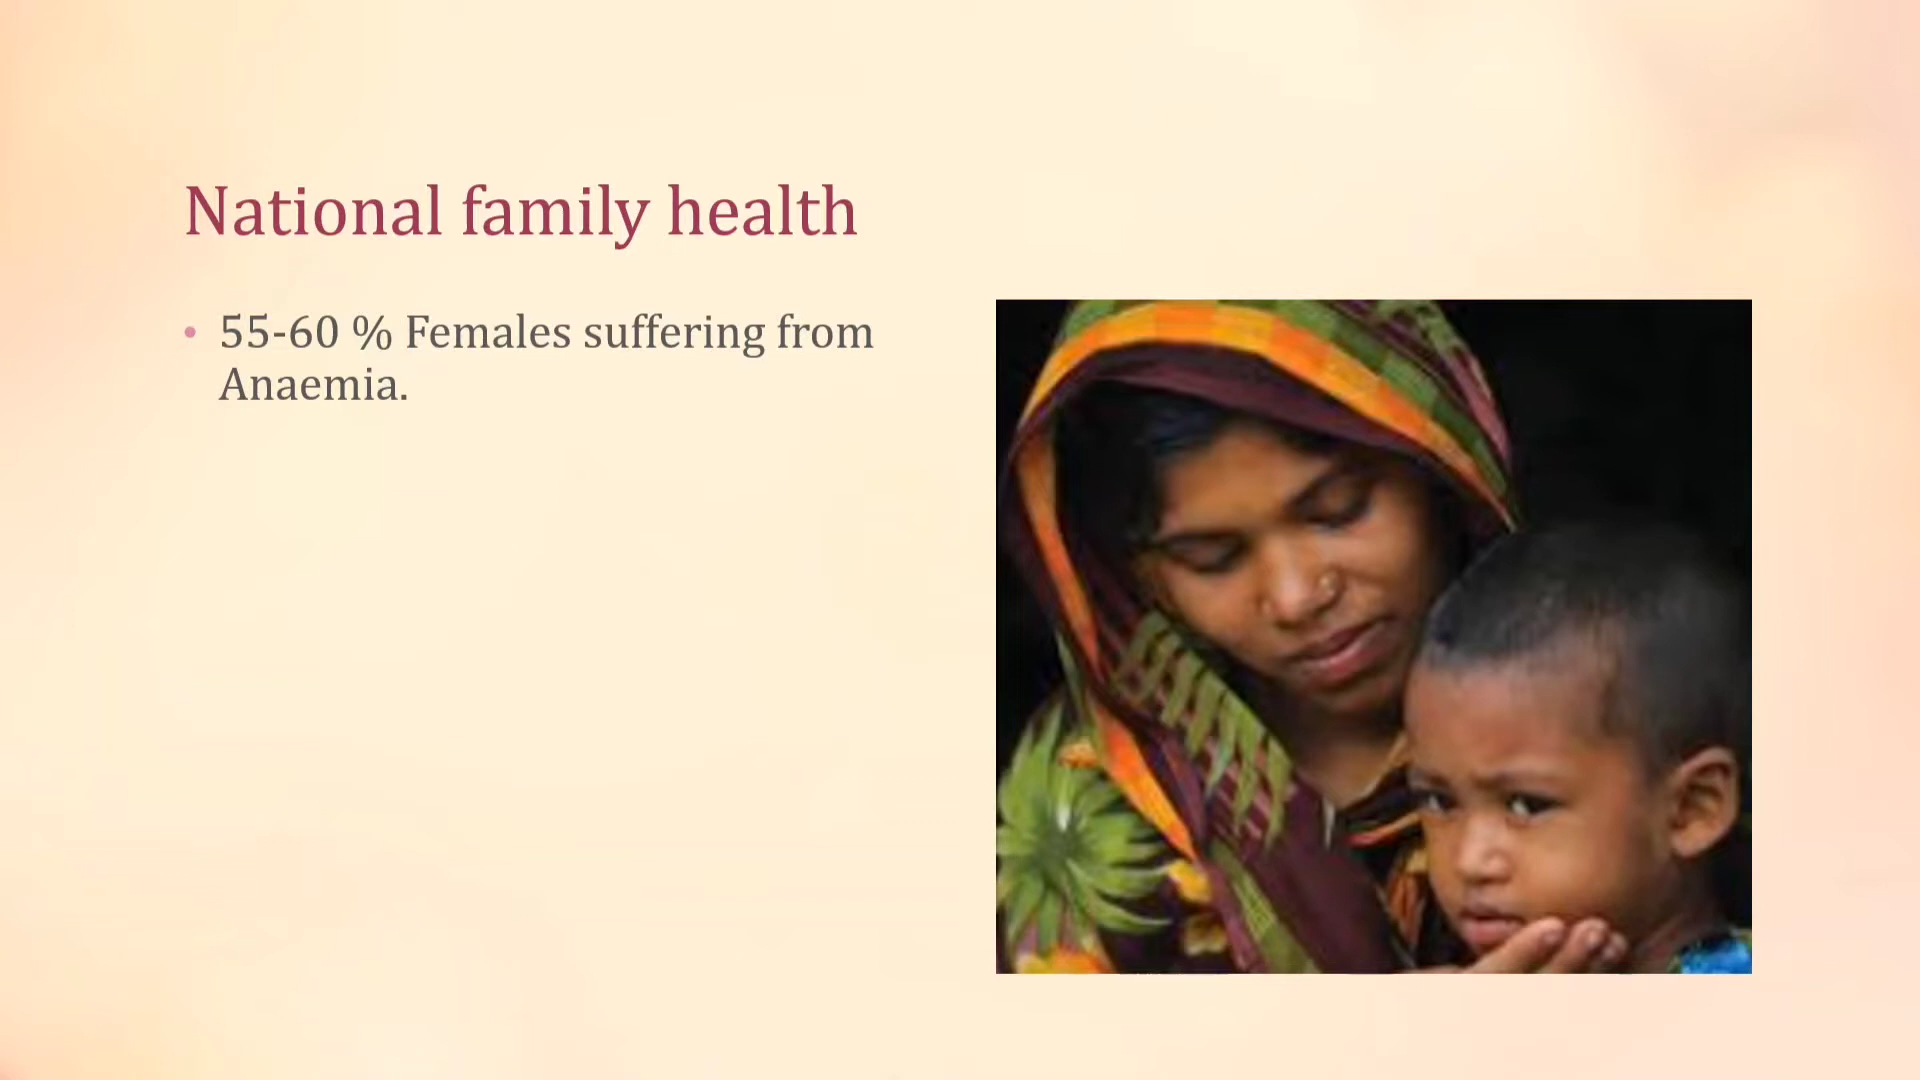 National family health
• 55-60 % Females suffering from
Anaemia.